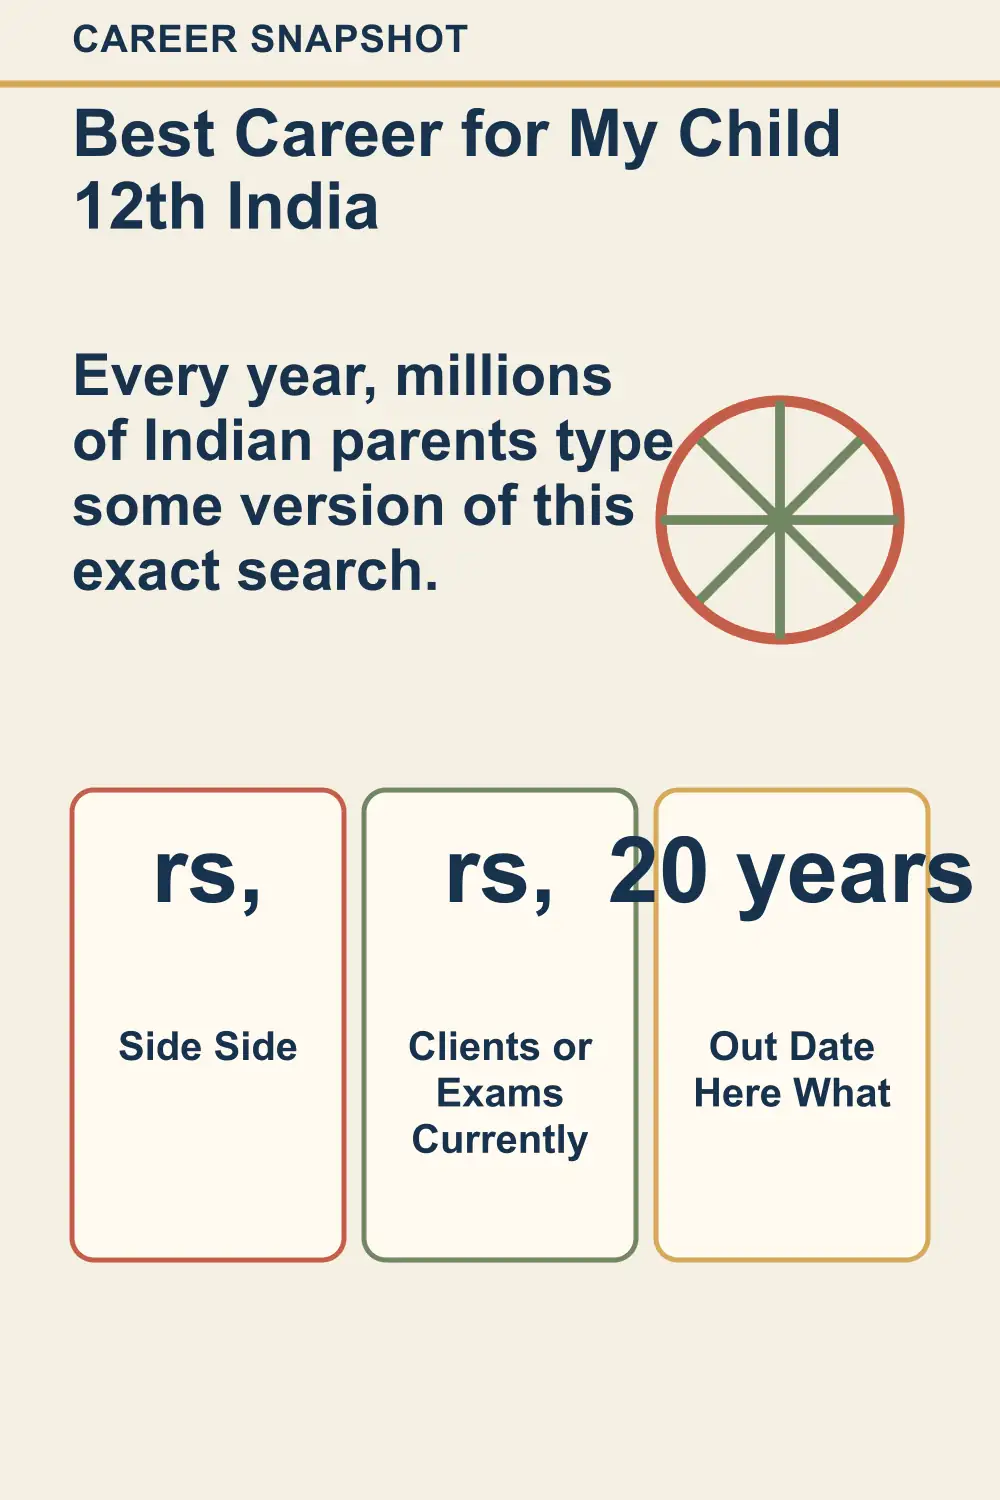 CAREER SNAPSHOT
Best Career for My Child
12th India
Every year, millions
of Indian parents type
some version of this
exact search.
rs,
Side Side
rs,
Clients or
Exams
Currently
20 years
Out Date
Here What